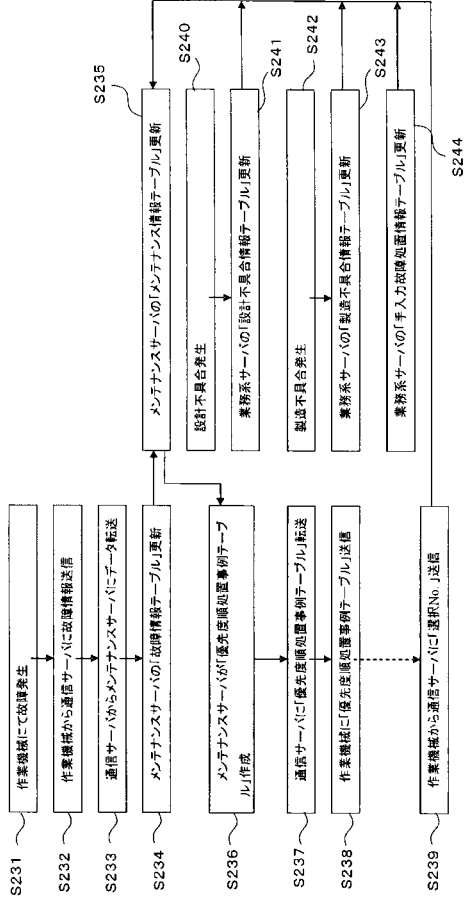 S231
作業機械にて故障発生
S232
作業機械から通信サーバに故障情報送信
S233
通信サーバからメンテナンスサーバにデータ転送
S234
メンテナンスサーバの「故障情報テーブル」更新
S235
メンテナンスサーバの「メンテナンス情報テーブル」更新
S236
メンテナンスサーバが「優先度順処置事例テーブ
ル」作成
S237
通信サーバに「優先度順処置事例テーブル」転送
S238
作業機械に「優先度順処置事例テーブル」送信
S239
作業機械から通信サーバに「選択No.」送信
S240
設計不具合発生
S241
業務系サーバの「設計不具合情報テーブル」更新
S242
製造不具合発生
S243
業務系サーバの「製造不具合情報テーブル」更新
S244
業務系サーバの「手入力故障処置情報テーブル」更新